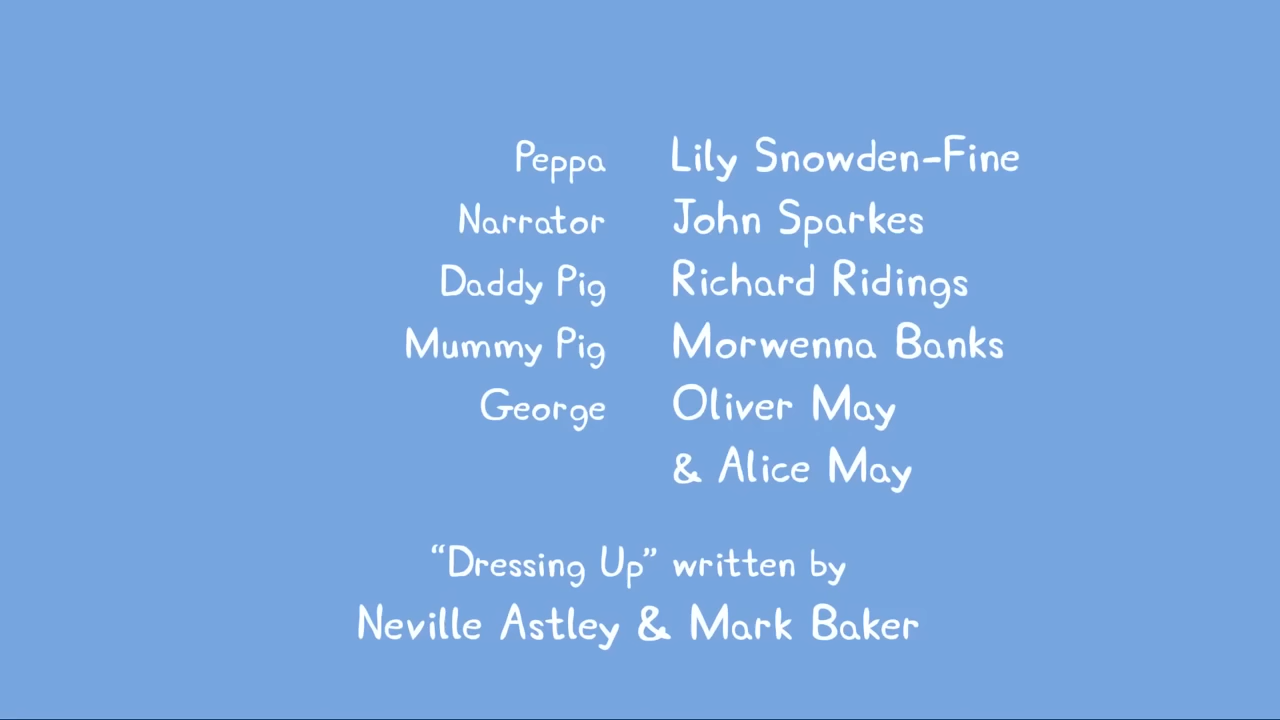 Peppa Lily Snowden-Fine
Narrator John Sparkes
Daddy Pig Richard Ridings
Mummy Pig Morwenna Banks
George Oliver May
& Alice May
“Dressing Up” written by
Neville Astley & Mark Baker